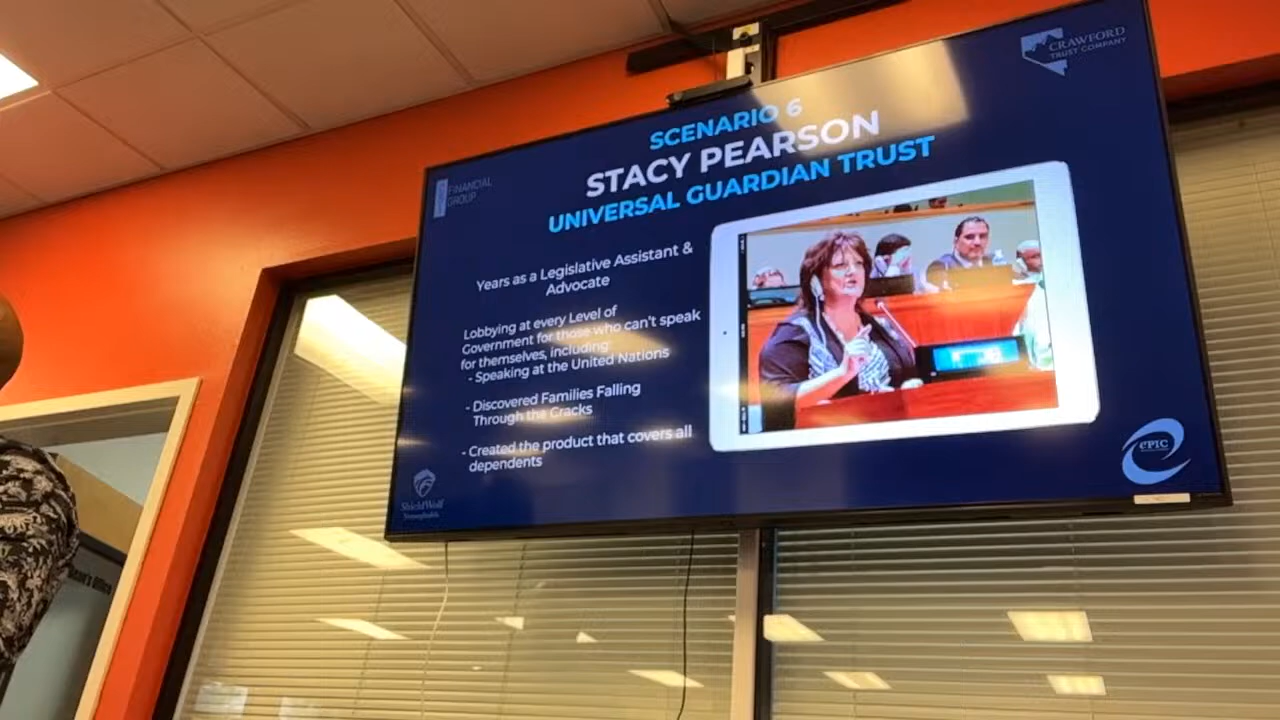 CRAWFORD
TRUST COMPANY
SCENARIO 6
STACY PEARSON
UNIVERSAL GUARDIAN TRUST
FINANCIAL
GROUP
Years as a Legislative Assistant &
Advocate
Lobbying at every Level of
Government for those who can't speak
for themselves, including:
- Speaking at the United Nations
- Discovered Families Falling
Through the Cracks
- Created the product that covers all
dependents
ShieldWolf
ePIC
Dean's Office